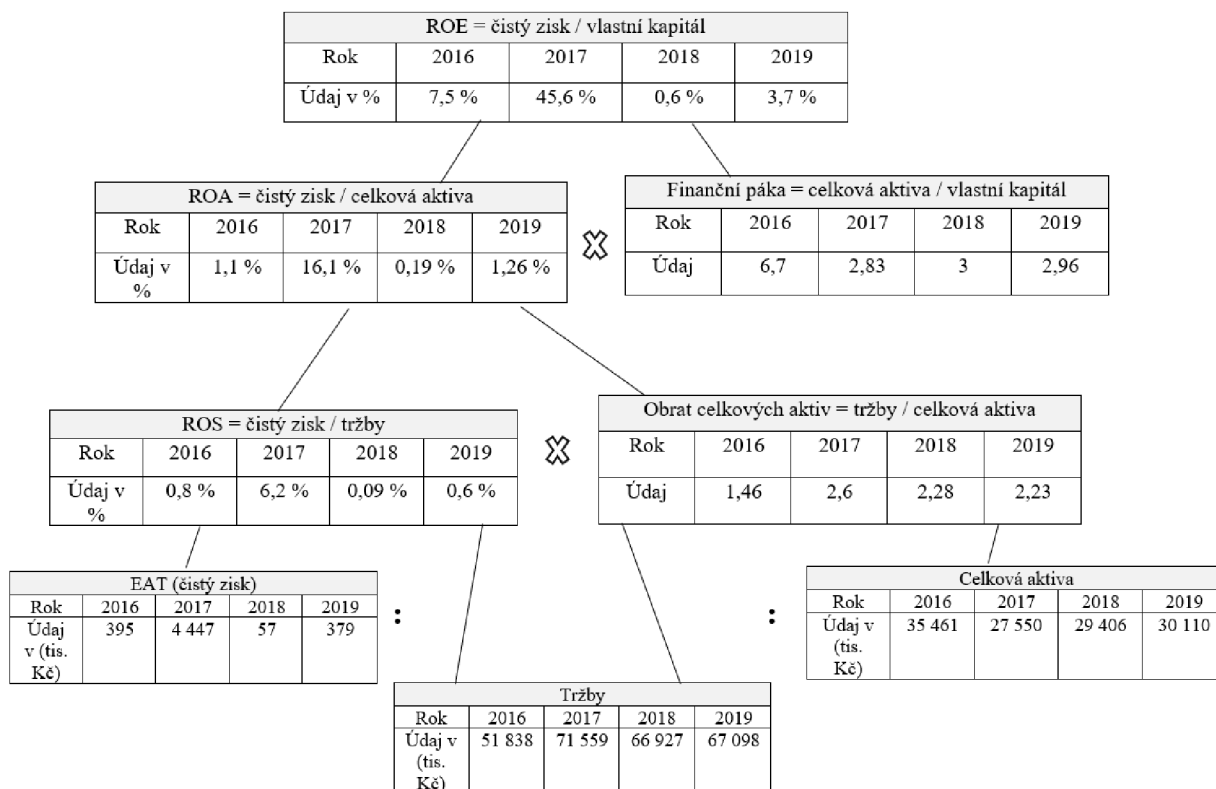 ROE = čistý zisk / vlastní kapitál
Rok 2016 2017 2018 2019
Údaj v % 7,5 % 45,6 % 0,6 % 3,7 %
ROA = čistý zisk / celková aktiva
Rok 2016 2017 2018 2019
Údaj v 1,1 % 16,1 % 0,19 % 1,26 %
%
Finanční páka = celková aktiva / vlastní kapitál
Rok 2016 2017 2018 2019
Údaj 6,7 2,83 3 2,96
ROS = čistý zisk / tržby
Rok 2016 2017 2018 2019
Údaj v 0,8 % 6,2 % 0,09 % 0,6 %
%
Obrat celkových aktiv = tržby / celková aktiva
Rok 2016 2017 2018 2019
Údaj 1,46 2,6 2,28 2,23
EAT (čistý zisk)
Rok 2016 2017 2018 2019
Údaj 395 4 447 57 379
v (tis.
Kč)
:
:
Celková aktiva
Rok 2016 2017 2018 2019
Údaj v 35 461 27 550 29 406 30 110
(tis.
Kč)
Tržby
Rok 2016 2017 2018 2019
Údaj v 51 838 71 559 66 927 67 098
(tis.
Kč)